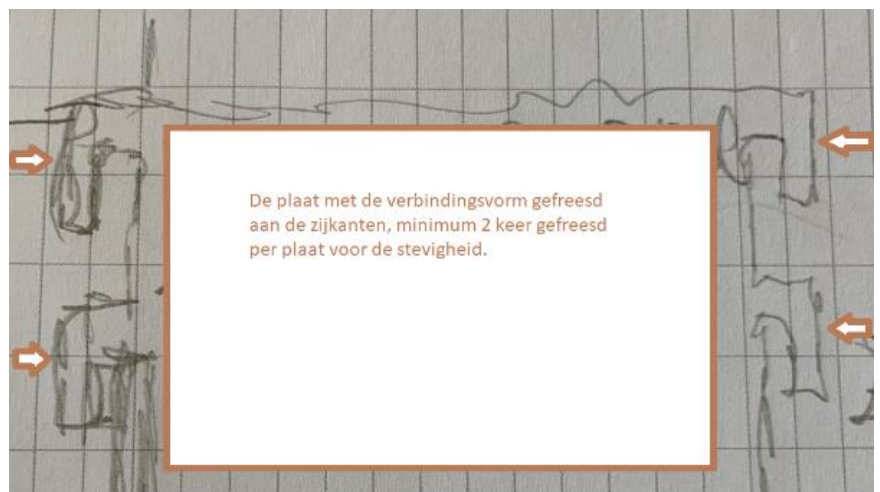 De plaat met de verbindingsvorm gefreesd
aan de zijkanten, minimum 2 keer gefreesd
per plaat voor de stevigheid.